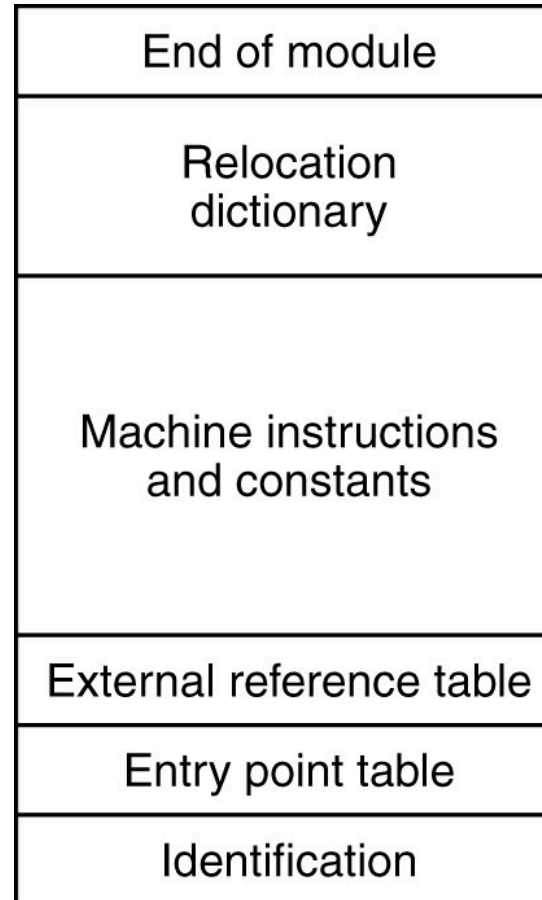 End of module
Relocation
dictionary
Machine instructions
and constants
External reference table
Entry point table
Identification